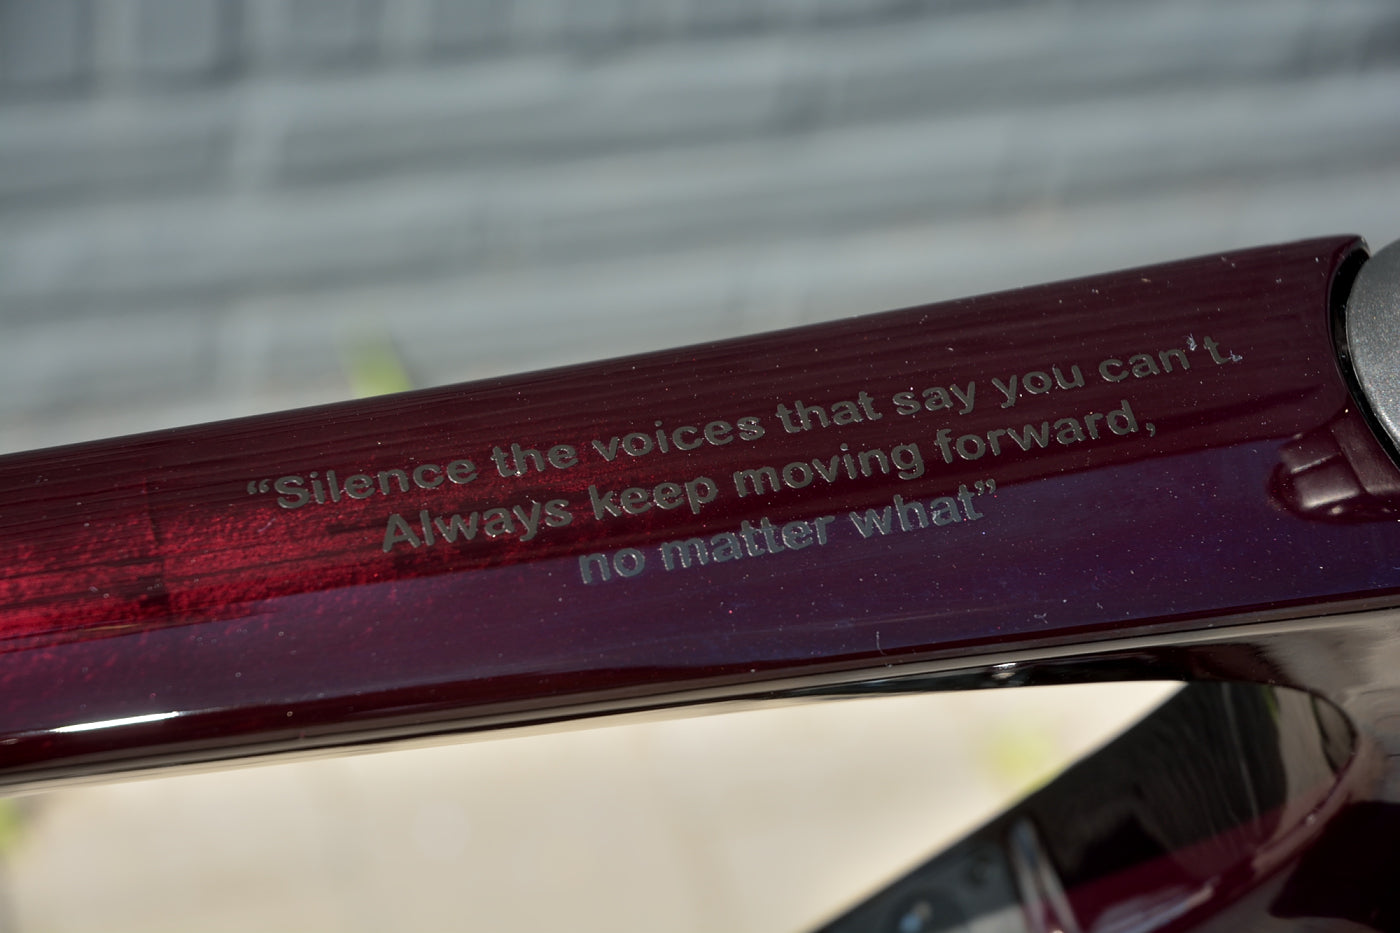 “Silence the voices that say you can't.
Always keep moving forward,
no matter what”